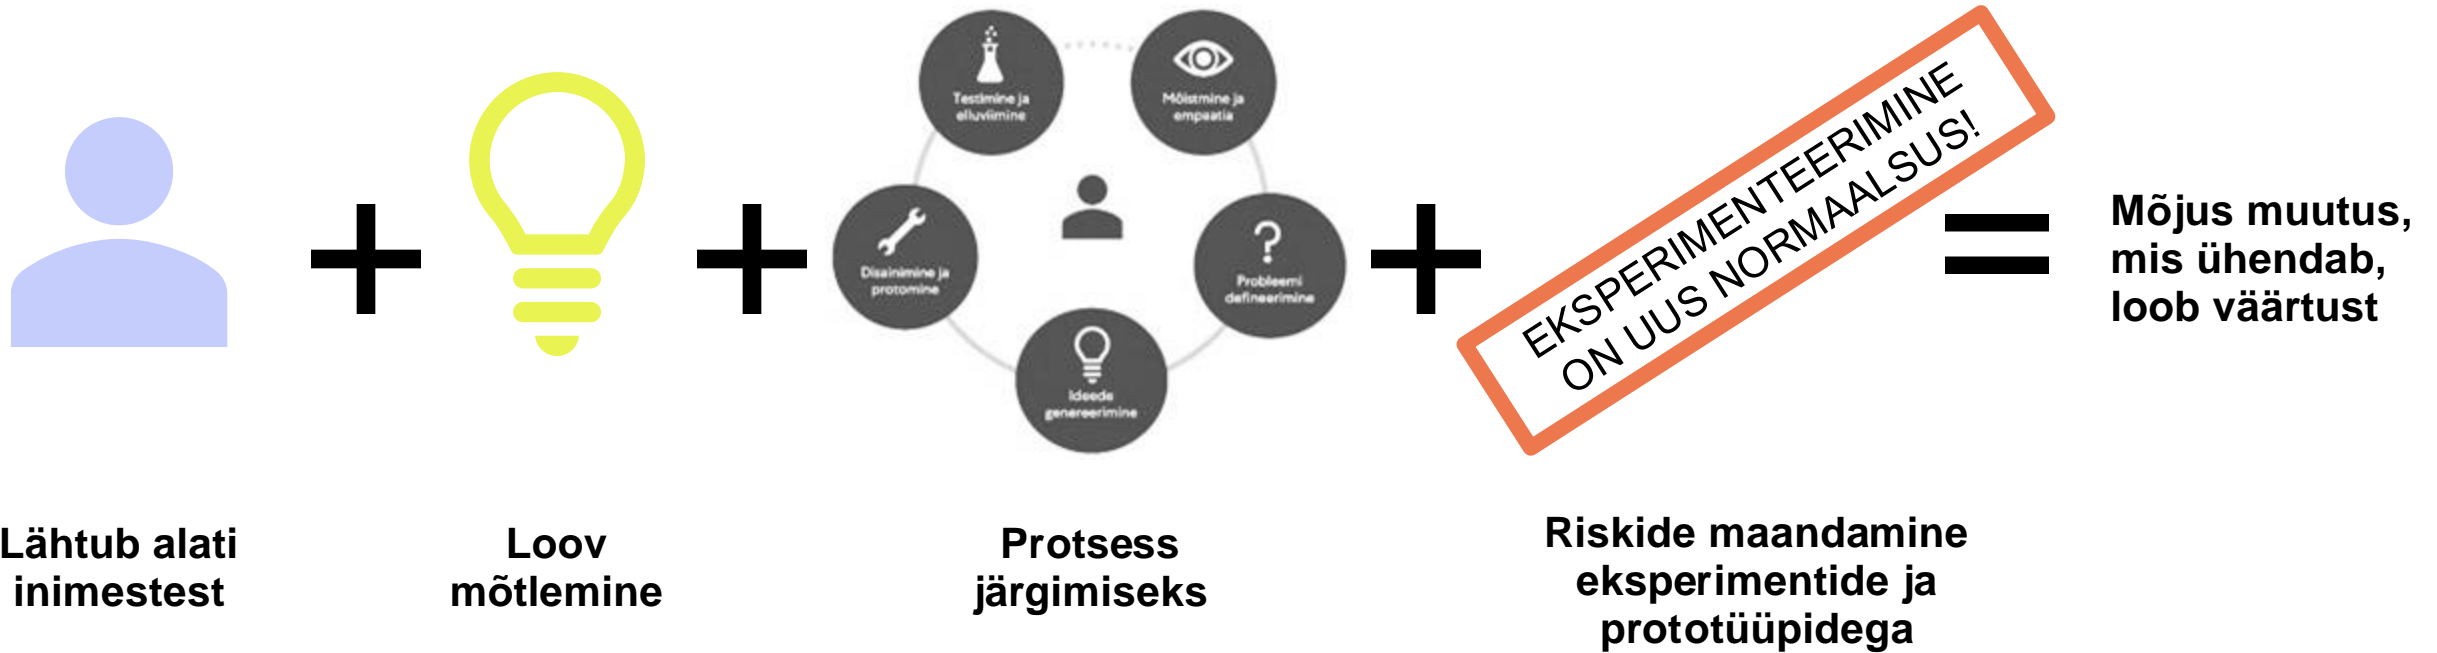 Testimine ja
elluviimine
Mõistmine ja
empaatia
Disainimine ja
protomine
Probleemi
defineerimine
Ideede
genereerimine
EKSPERIMENTEERIMINE
ON UUS NORMAALSUS!
Mõjus muutus,
mis ühendab,
loob väärtust
Lähtub alati
inimestest
Loov
mõtlemine
Protsess
järgimiseks
Riskide maandamine
eksperimentide ja
prototüüpidega